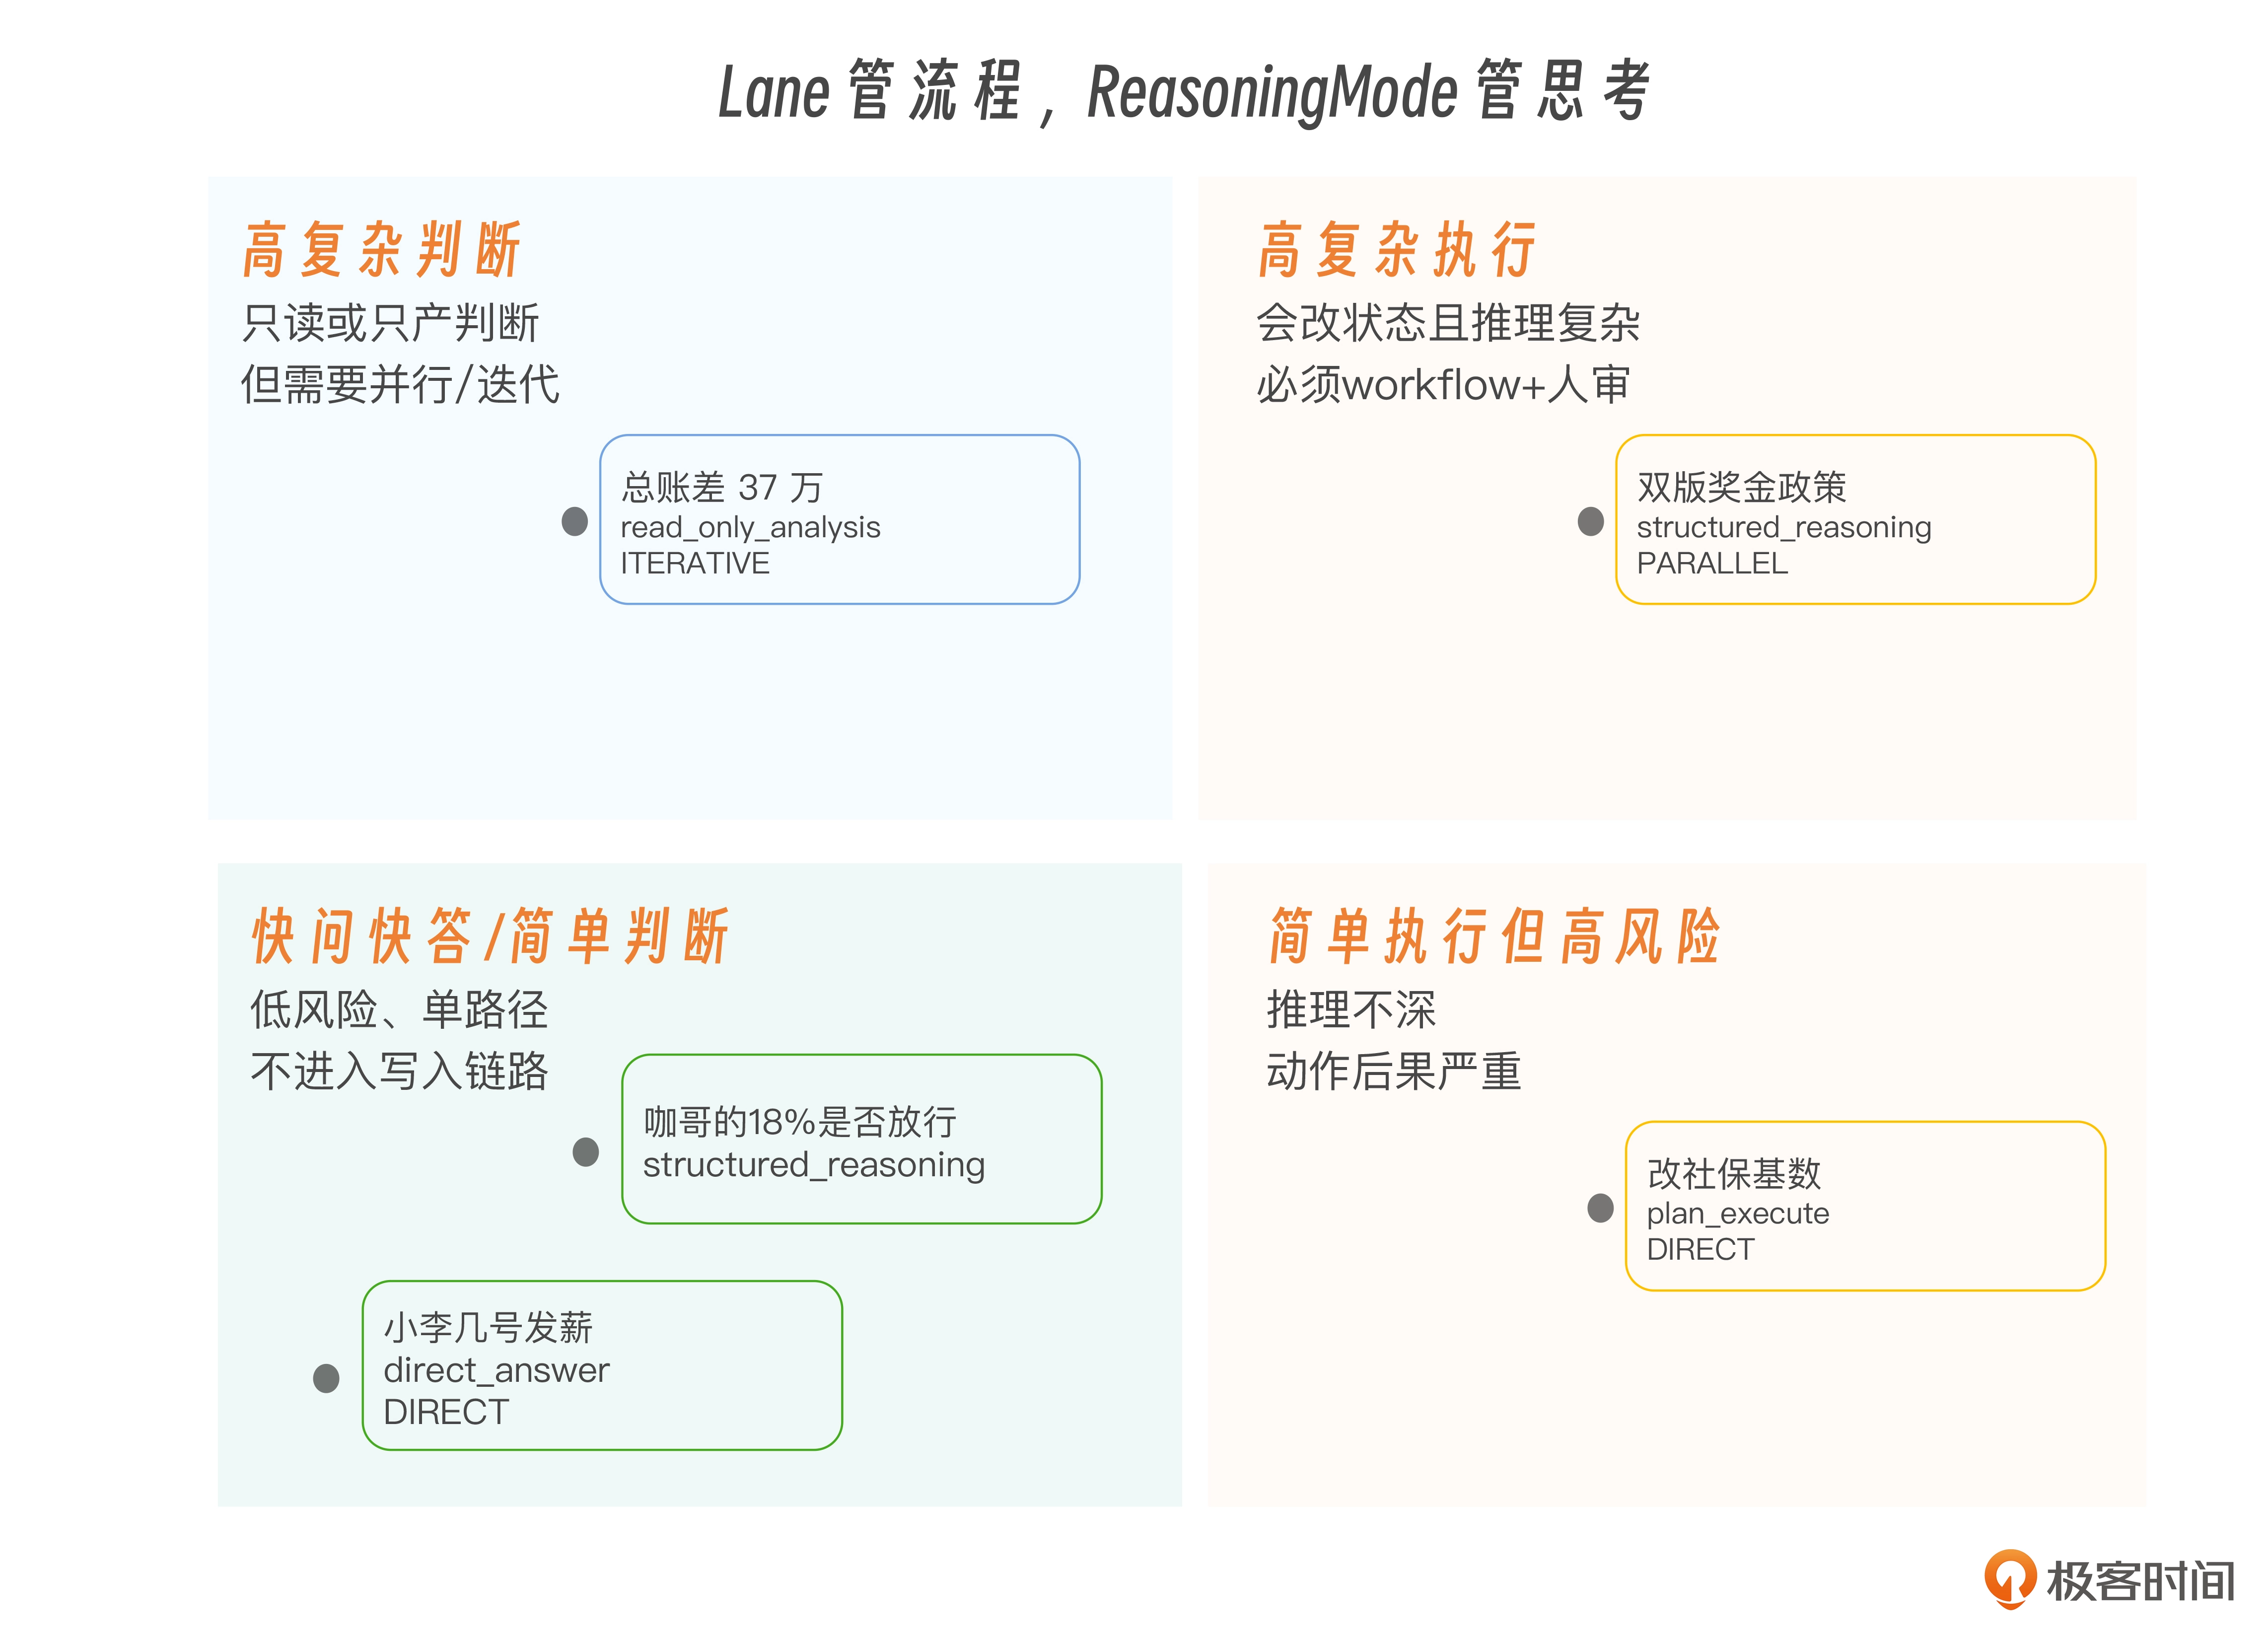 Lane 管流程，ReasoningMode 管思考
高复杂判断
只读或只产判断
但需要并行/迭代
总账差 37 万
read_only_analysis
ITERATIVE
高复杂执行
会改状态且推理复杂
必须workflow+人审
双版奖金政策
structured_reasoning
PARALLEL
快问快答/简单判断
低风险、单路径
不进入写入链路
咖哥的18%是否放行
structured_reasoning
小李几号发薪
direct_answer
DIRECT
简单执行但高风险
推理不深
动作后果严重
改社保基数
plan_execute
DIRECT
极客时间